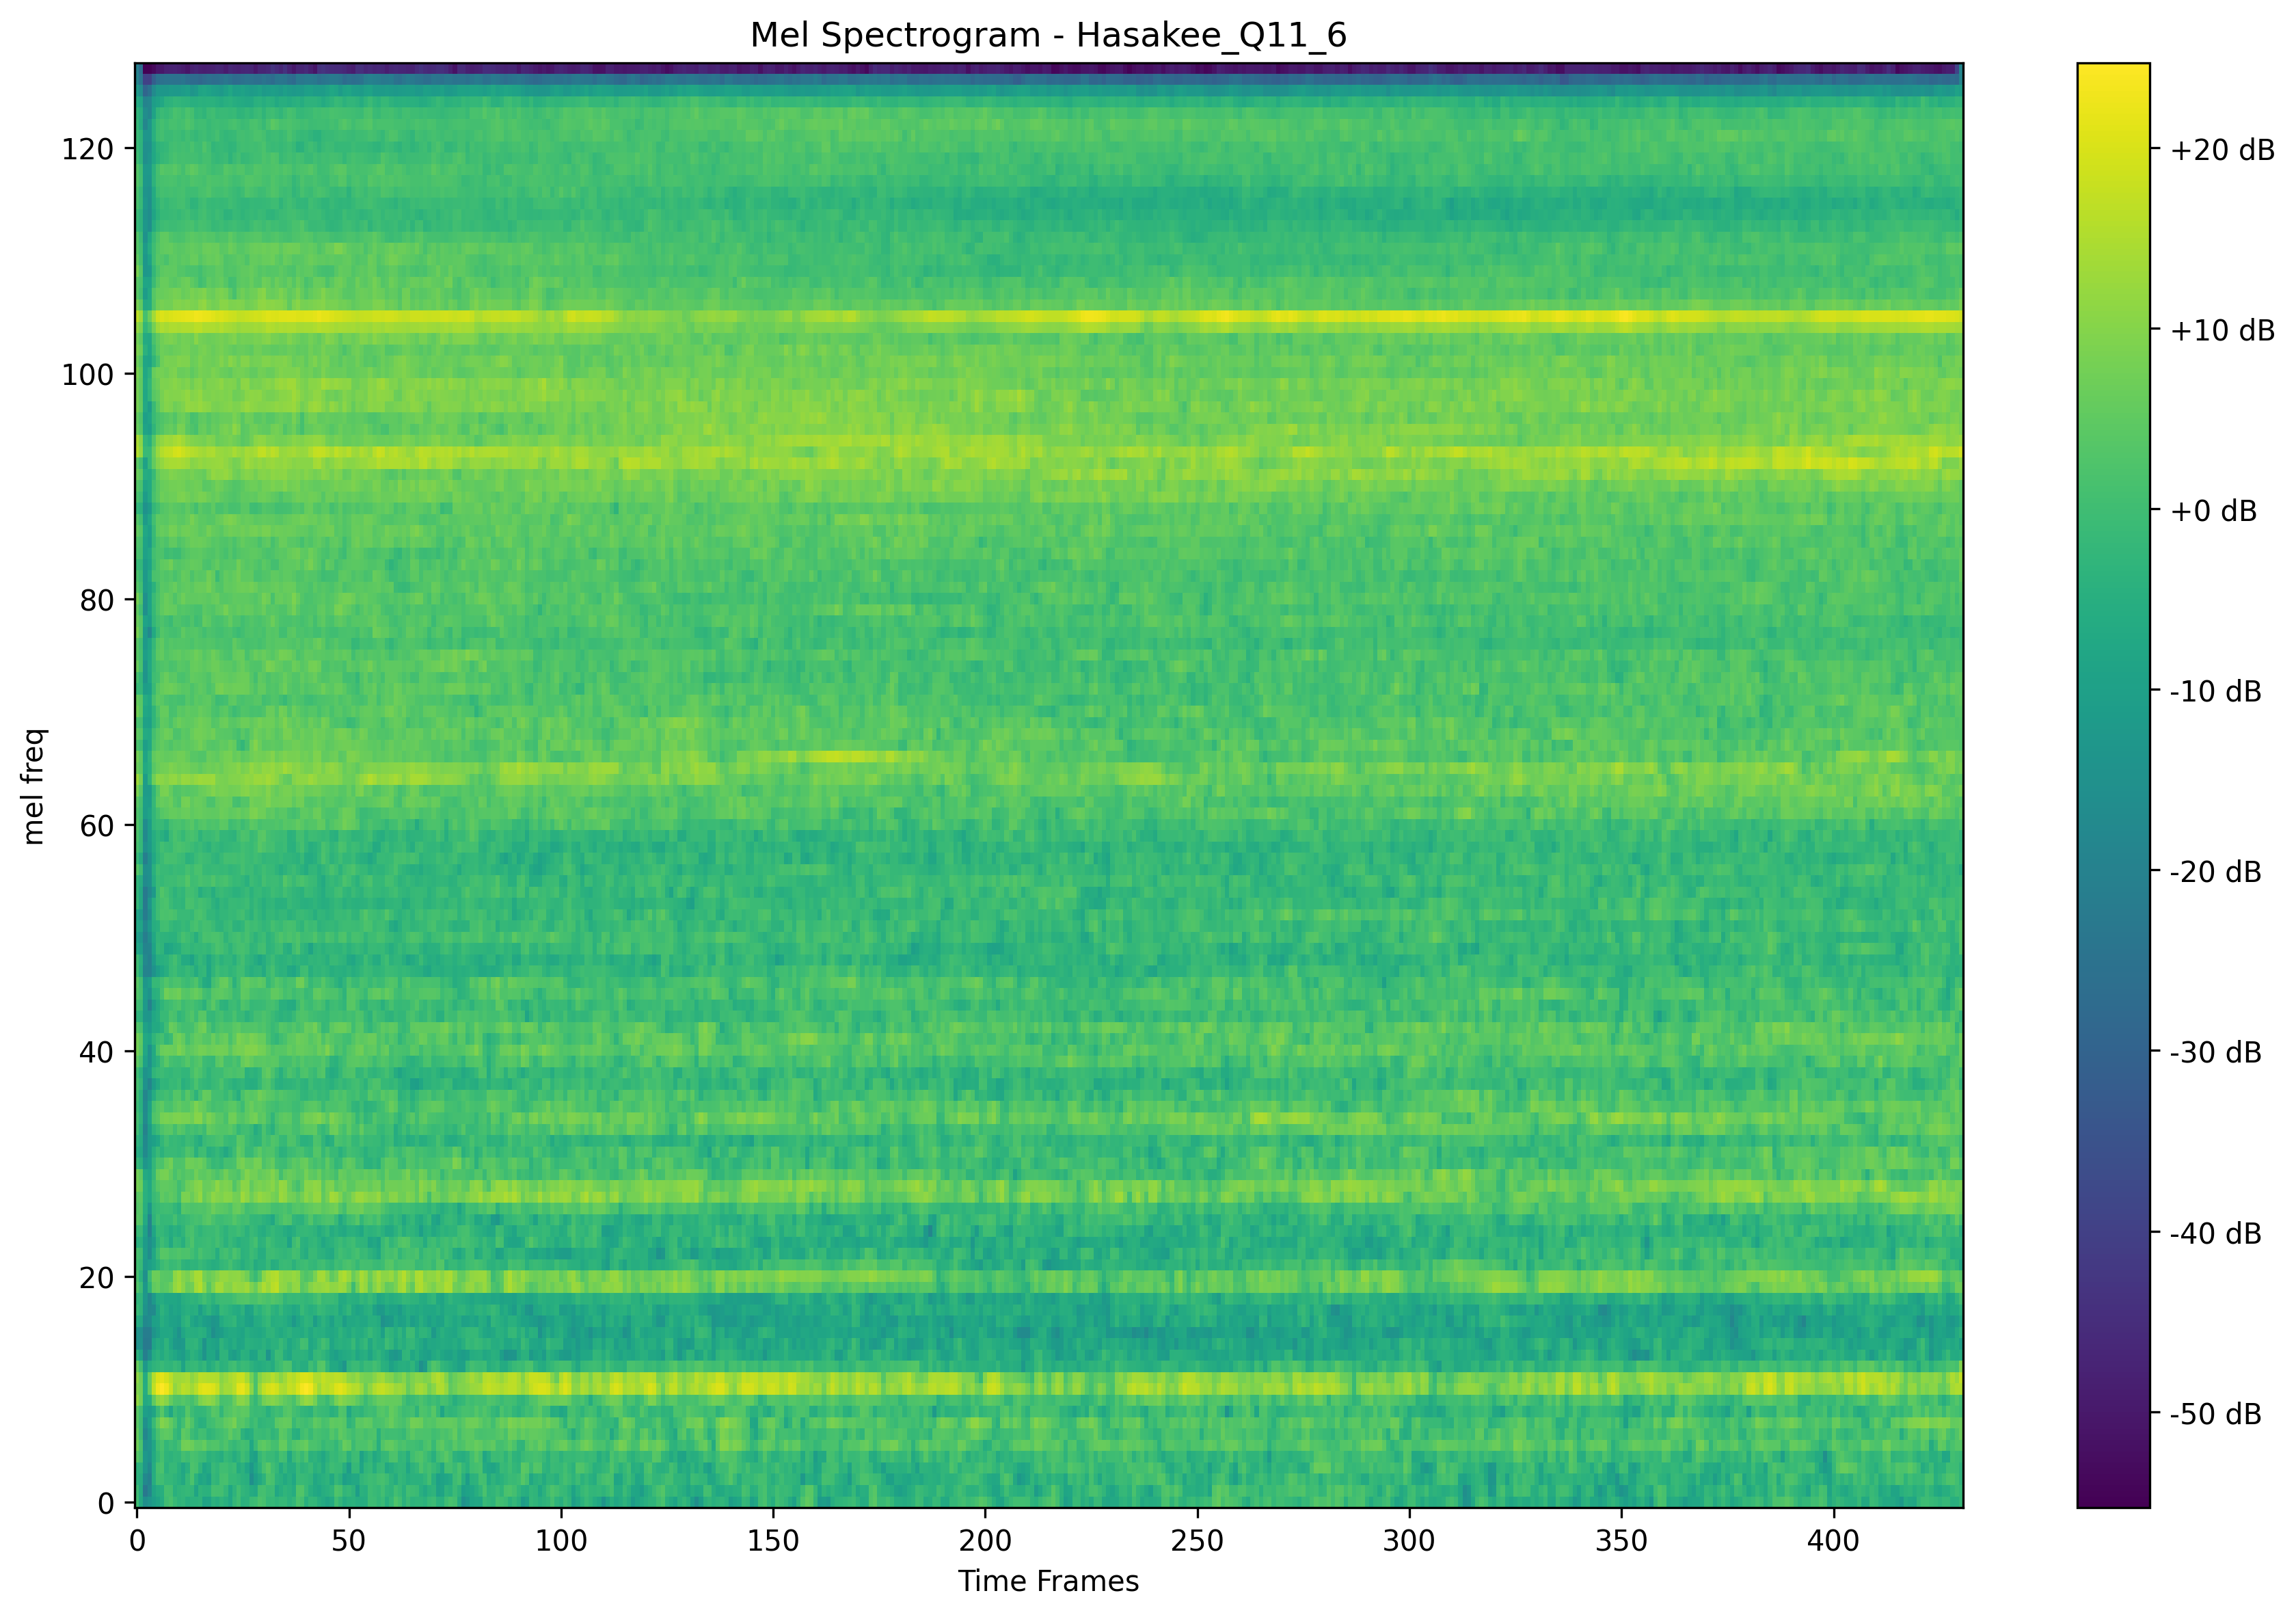 Mel Spectrogram - Hasakee_Q11_6
mel freq
120
100
80
60
40
20
0
0 50 100 150 200 250 300 350 400
Time Frames
+20 dB
+10 dB
+0 dB
-10 dB
-20 dB
-30 dB
-40 dB
-50 dB